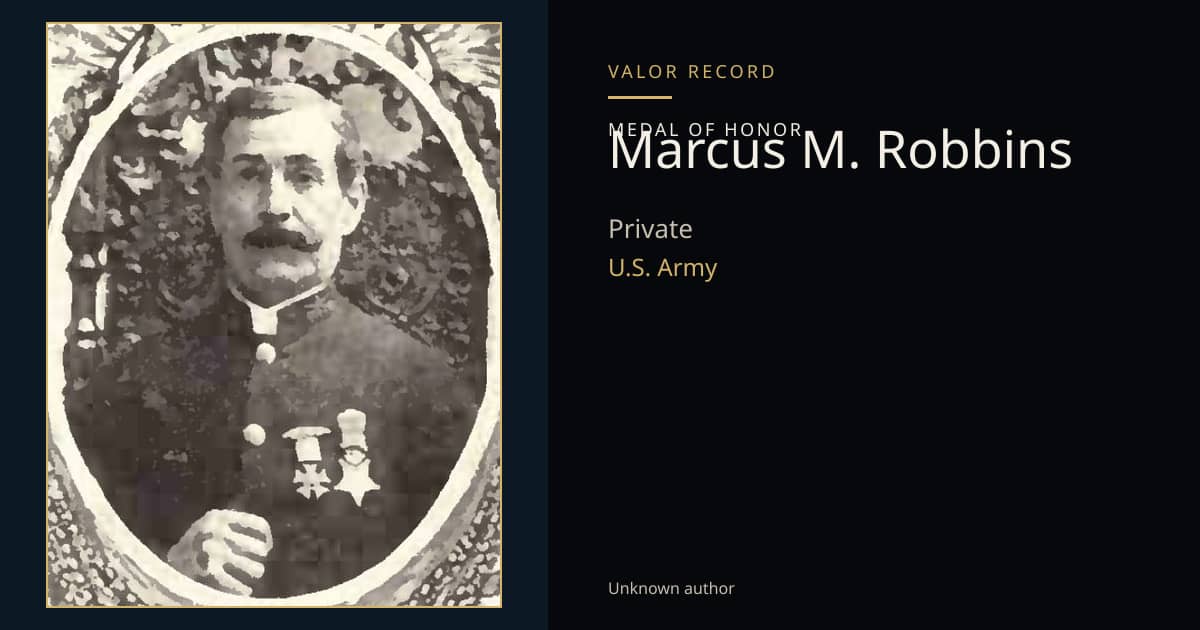 VALOR RECORD
MEDAL OF HONOR
Marcus M. Robbins
Private
U.S. Army
Unknown author